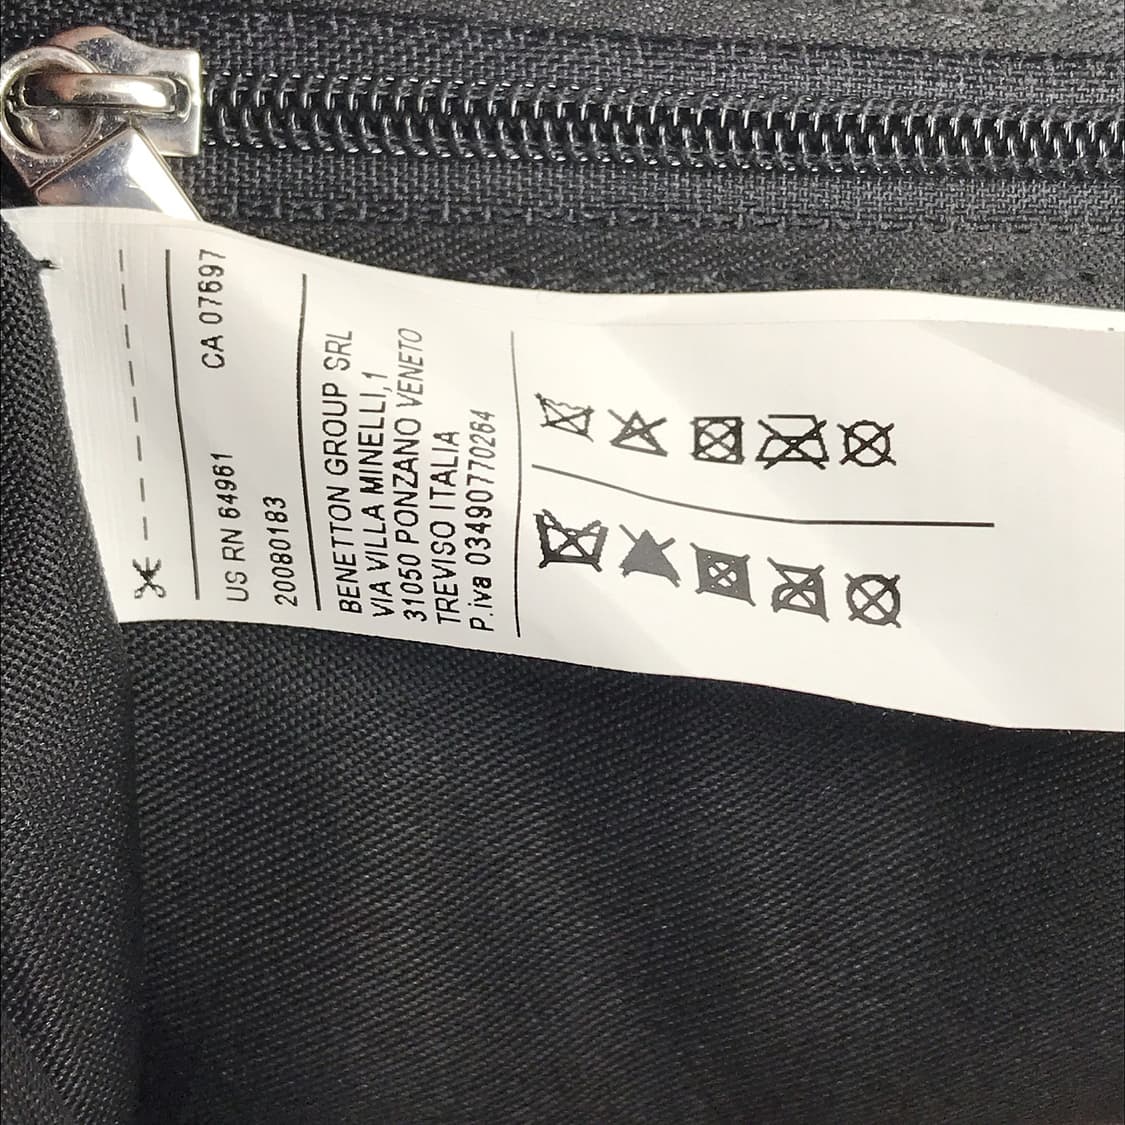 US RN 64961 CA 07697
20080183
BENETTON GROUP SRL
VIA VILLA MINELLI,1
31050 PONZANO VENETO
TREVISO ITALIA
P.iva 03490770264